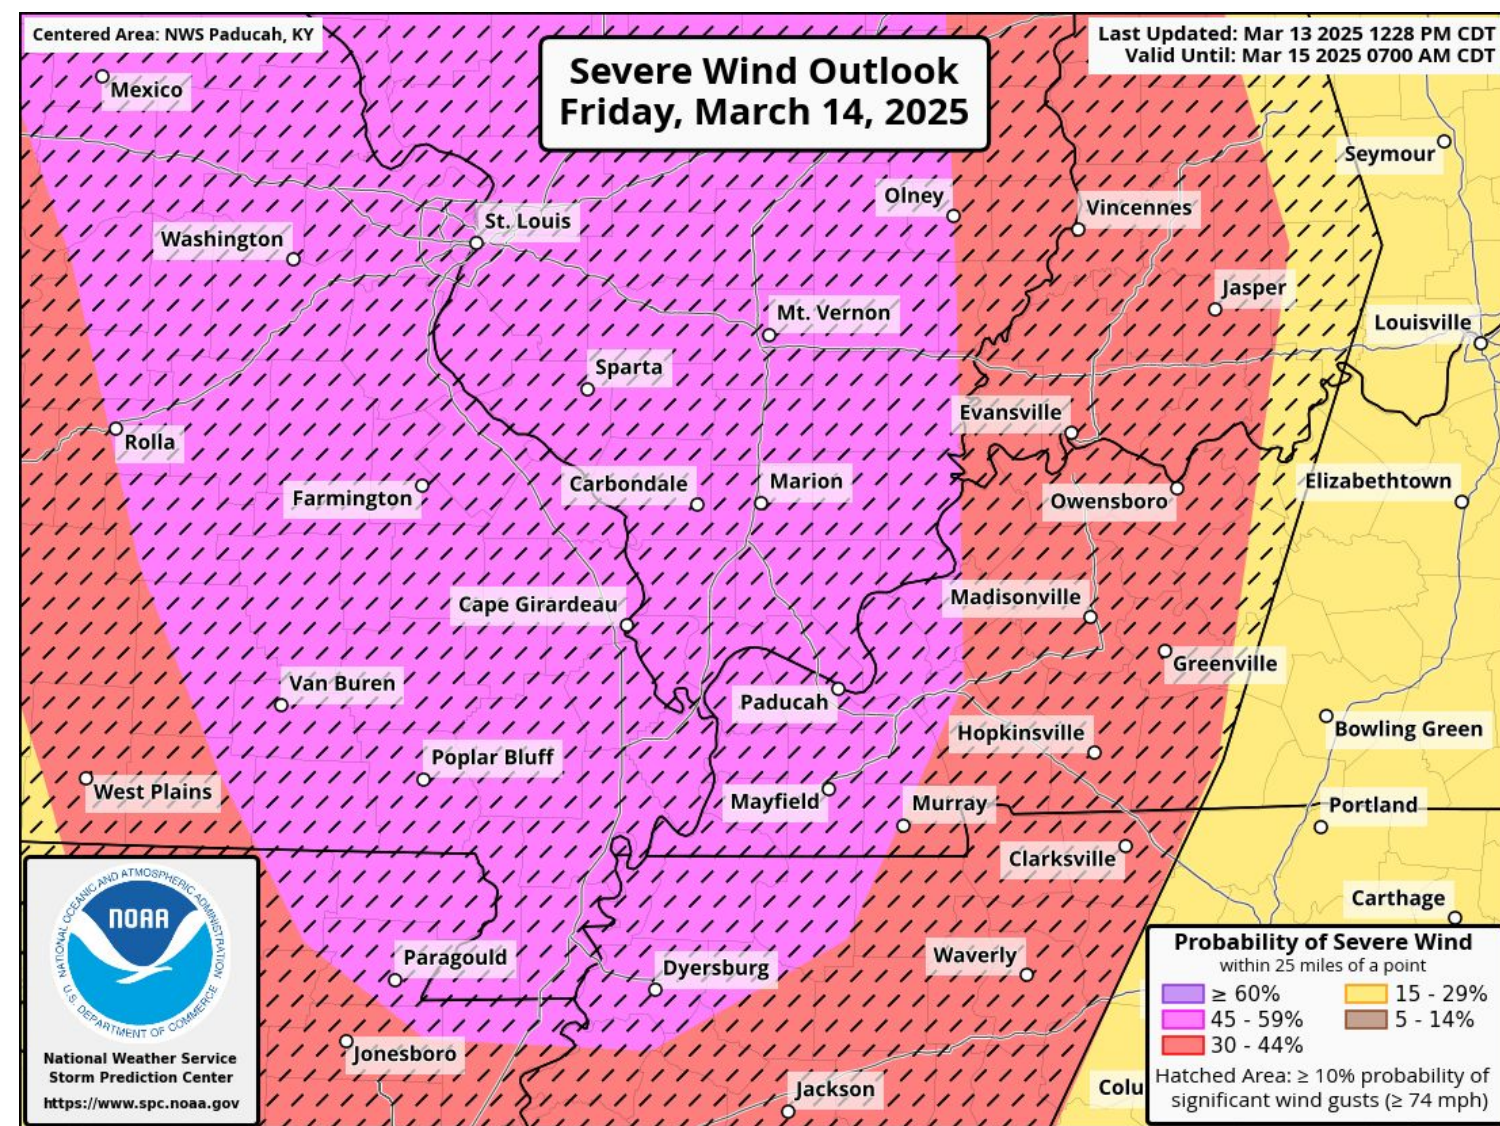 Centered Area: NWS Paducah, KY
Severe Wind Outlook
Friday, March 14, 2025
Last Updated: Mar 13 2025 1228 PM CDT
Valid Until: Mar 15 2025 0700 AM CDT
Mexico
Seymour
Olney
Vincennes
St. Louis
Washington
Jasper
Mt. Vernon
Louisville
Sparta
Evansville
Rolla
Carbondale
Marion
Elizabethtown
Farmington
Owensboro
Madisonville
Cape Girardeau
Greenville
Van Buren
Paducah
Bowling Green
Hopkinsville
Poplar Bluff
West Plains
Mayfield
Murray
Portland
Clarksville
Carthage
Paragould
Dyersburg
Waverly
Jonesboro
Jackson
Colu
NATIONAL OCEANIC AND ATMOSPHERIC ADMINISTRATION
NOAA
U.S. DEPARTMENT OF COMMERCE
National Weather Service
Storm Prediction Center
https://www.spc.noaa.gov
Probability of Severe Wind
within 25 miles of a point
≥ 60%
15 - 29%
45 - 59%
5 - 14%
30 - 44%
Hatched Area: ≥ 10% probability of
significant wind gusts (≥ 74 mph)